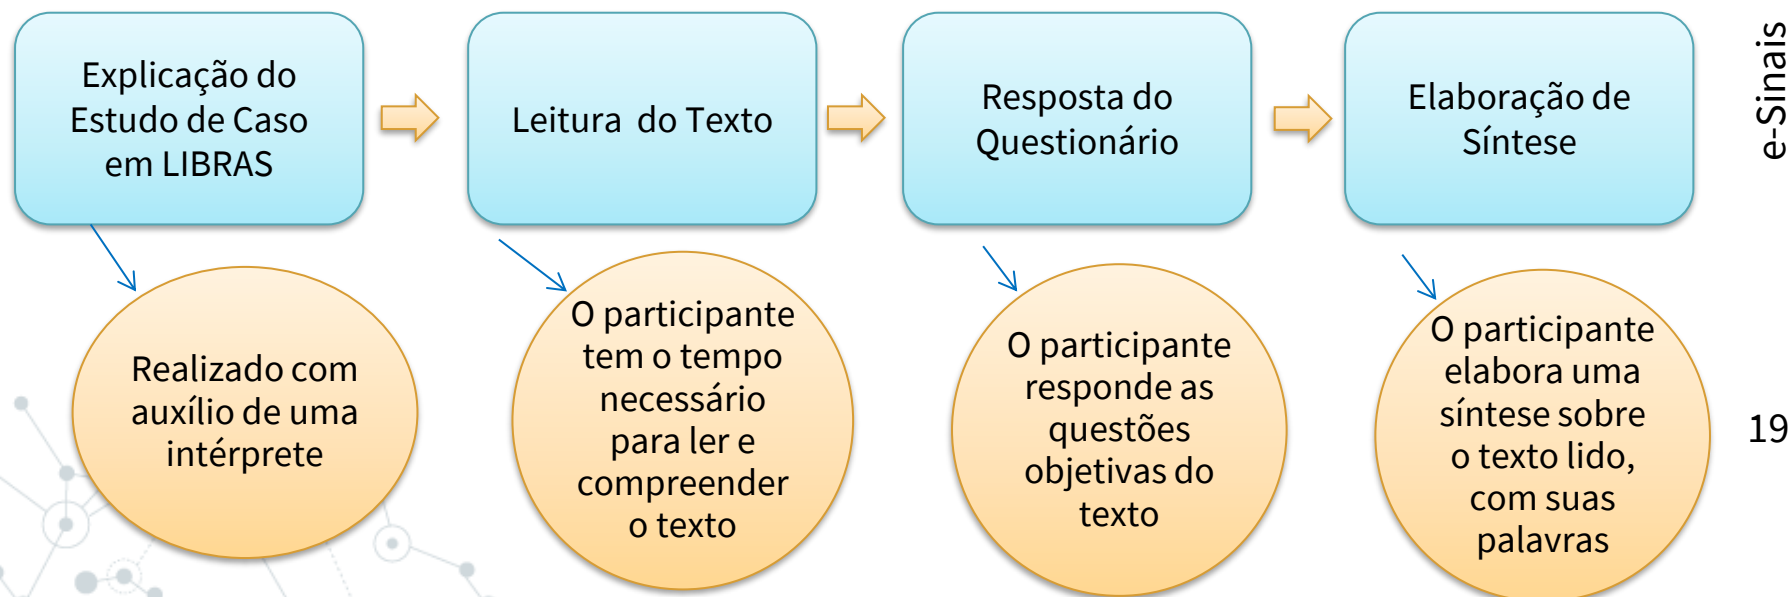 Explicação do
Estudo de Caso
em LIBRAS
Leitura do Texto
Resposta do
Questionário
Elaboração de
Síntese
Realizado com
auxílio de uma
intérprete
O participante
tem o tempo
necessário
para ler e
compreender
o texto
O participante
responde as
questões
objetivas do
texto
O participante
elabora uma
síntese sobre
o texto lido,
com suas
palavras
e-Sinais
19